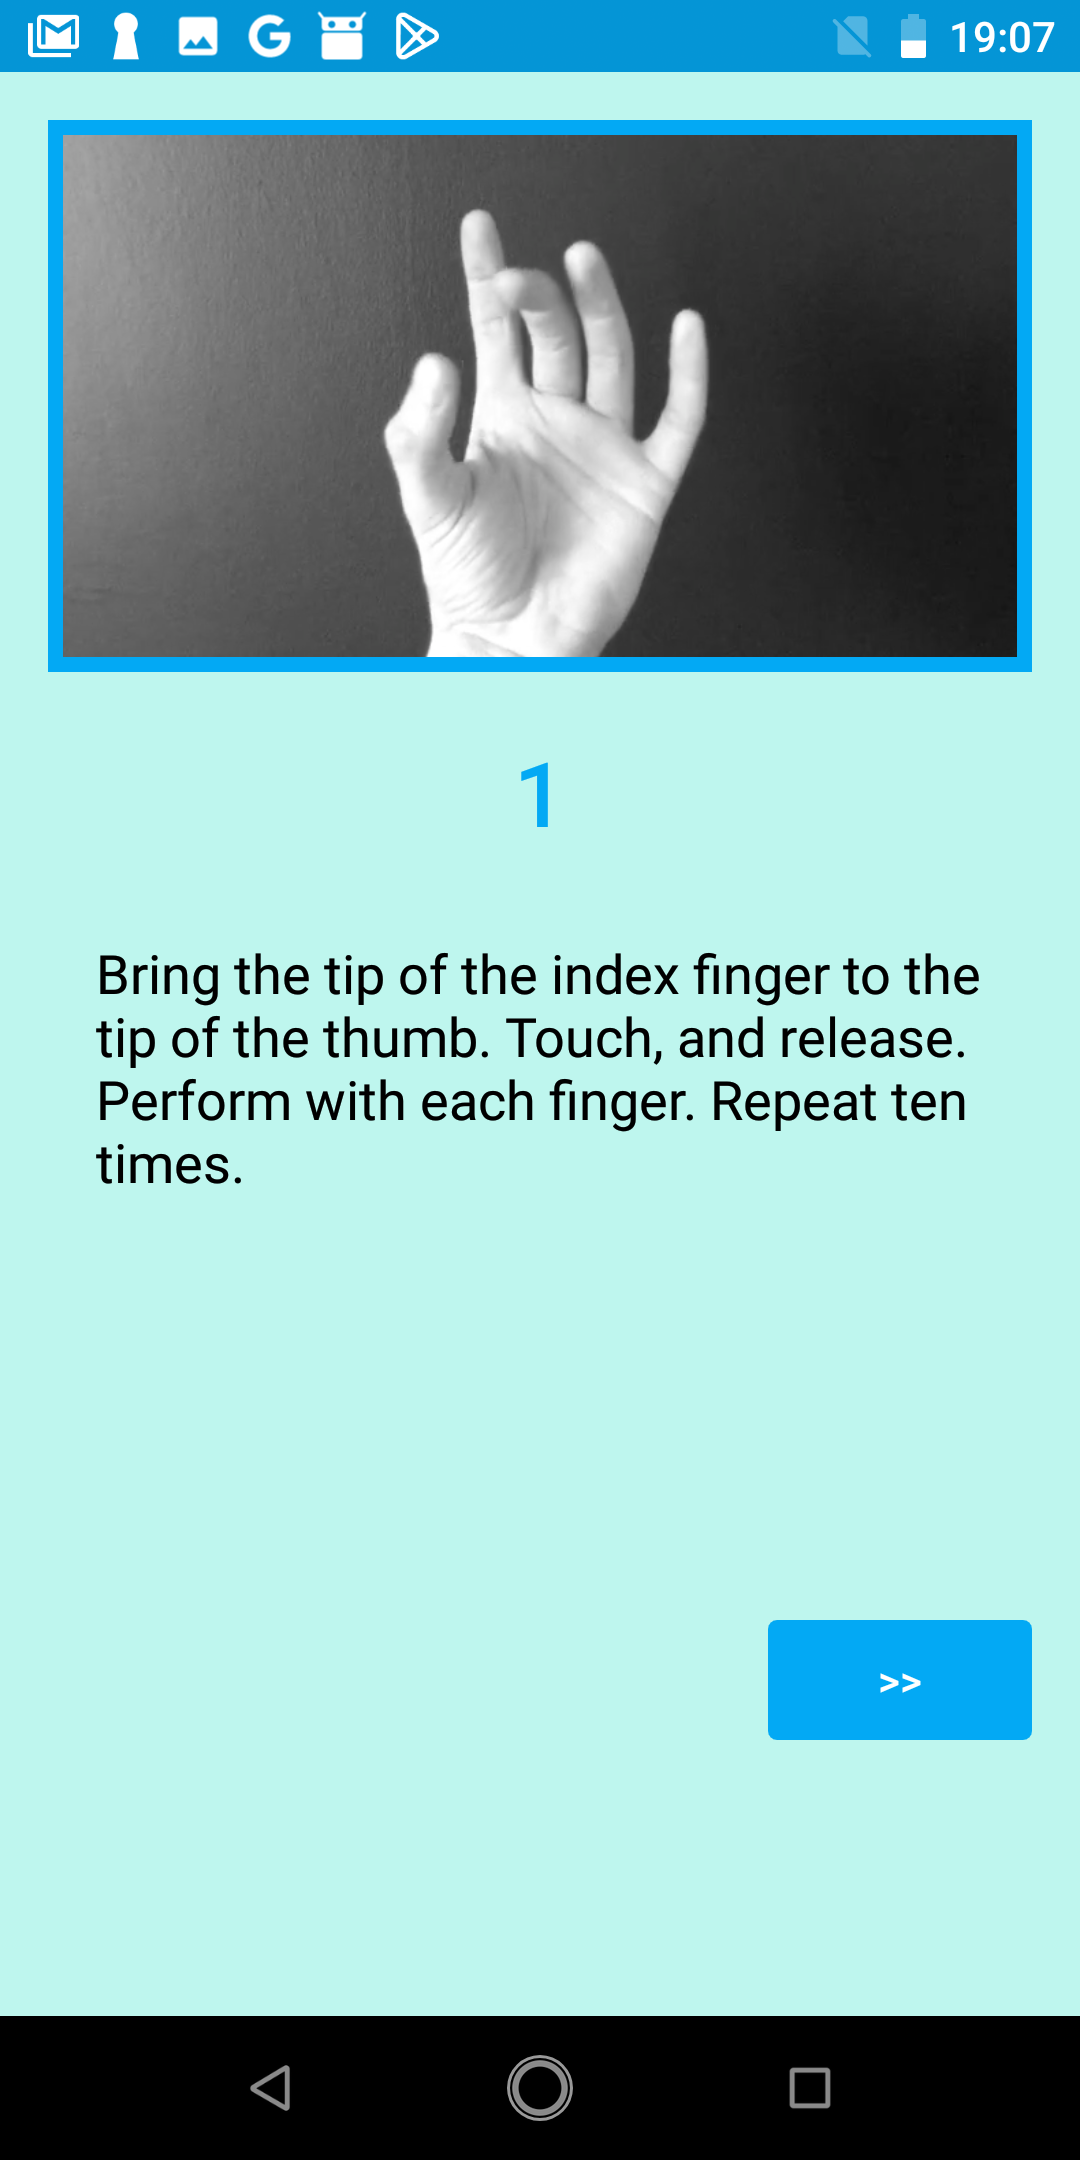 19:07
1
Bring the tip of the index finger to the
tip of the thumb. Touch, and release.
Perform with each finger. Repeat ten
times.
>>